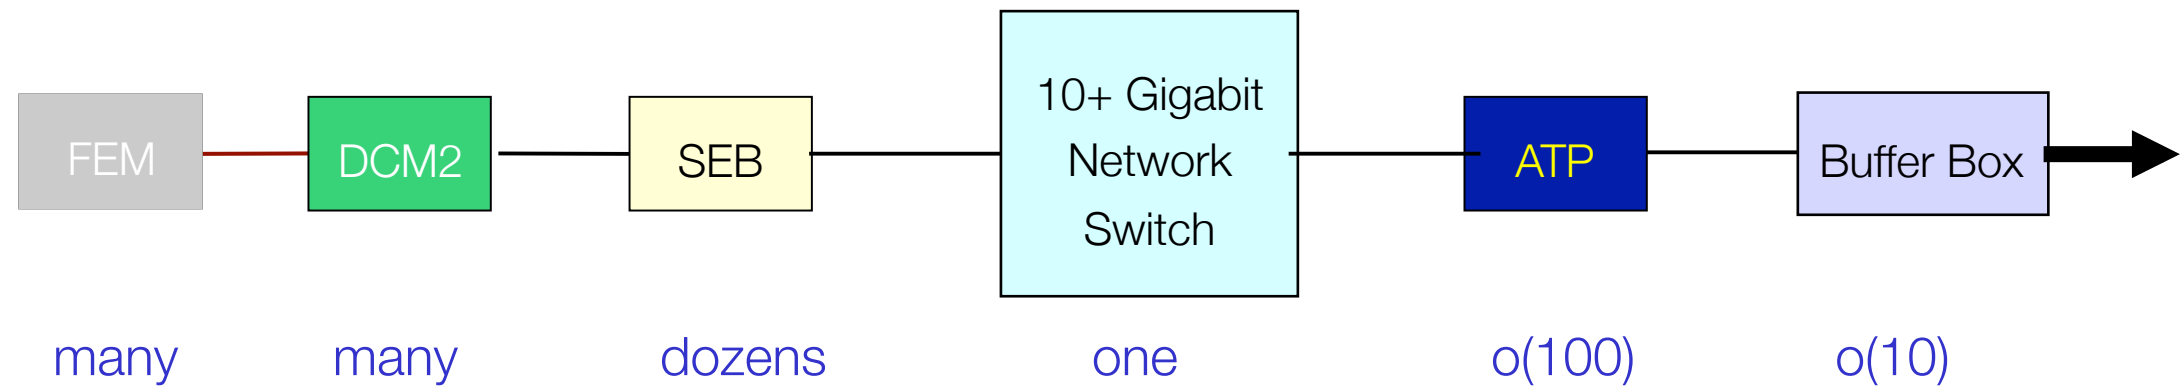 FEM
DCM2
SEB
10+ Gigabit
Network
Switch
ATP
Buffer Box
many
many
dozens
one
o(100)
o(10)